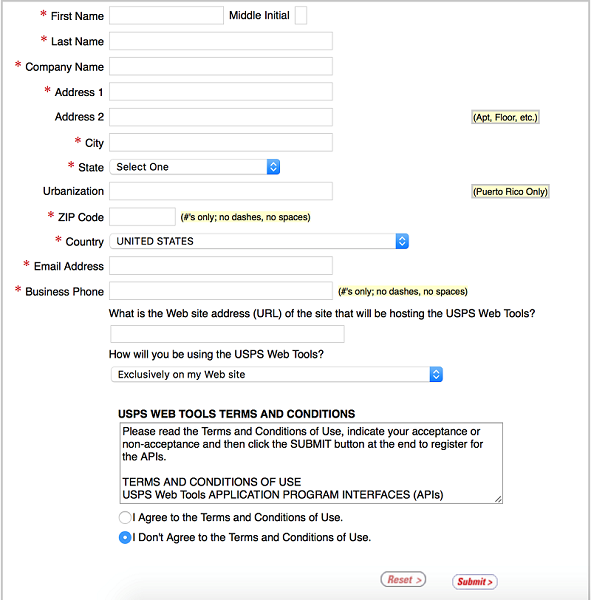 * First Name Middle Initial
* Last Name
* Company Name
* Address 1
Address 2 (Apt, Floor, etc.)
* City
* State Select One
Urbanization (Puerto Rico Only)
* ZIP Code (#'s only; no dashes, no spaces)
* Country UNITED STATES
* Email Address
* Business Phone (#'s only; no dashes, no spaces)
What is the Web site address (URL) of the site that will be hosting the USPS Web Tools?
How will you be using the USPS Web Tools?
Exclusively on my Web site
USPS WEB TOOLS TERMS AND CONDITIONS
Please read the Terms and Conditions of Use, indicate your acceptance or
non-acceptance and then click the SUBMIT button at the end to register for
the APIs.
TERMS AND CONDITIONS OF USE
USPS Web Tools APPLICATION PROGRAM INTERFACES (APIs)
I Agree to the Terms and Conditions of Use.
I Don't Agree to the Terms and Conditions of Use.
Reset > Submit >